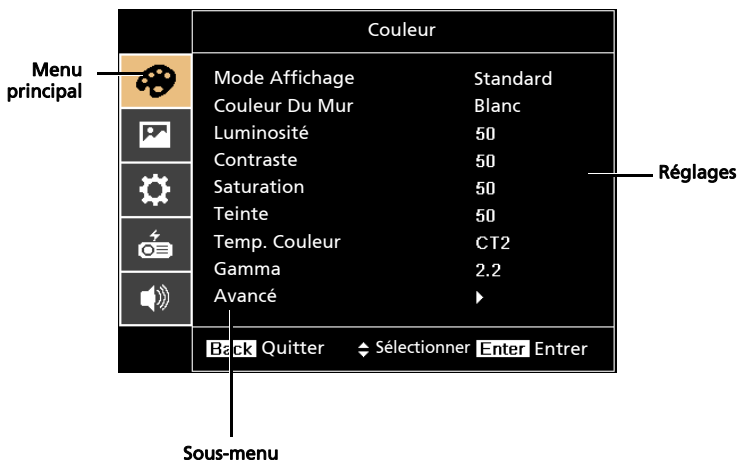 Couleur
Menu principal
Mode Affichage Standard
Couleur Du Mur Blanc
Luminosité 50
Contraste 50
Saturation 50
Teinte 50
Temp. Couleur CT2
Gamma 2.2
Avancé
Réglages
Back Quitter Sélectionner Enter Entrer
Sous-menu